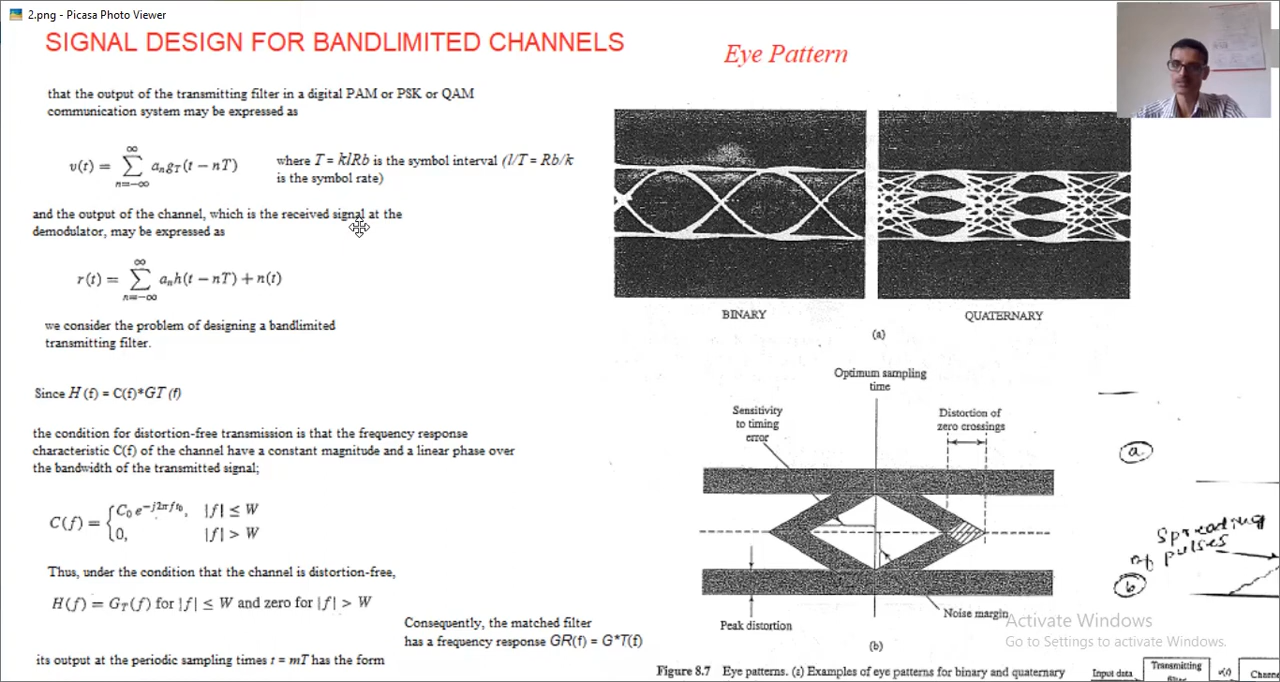 2.png - Picasa Photo Viewer
SIGNAL DESIGN FOR BANDLIMITED CHANNELS
Eye Pattern
that the output of the transmitting filter in a digital PAM or PSK or QAM
communication system may be expressed as
v(t) = ∑ₙ₌₋∞^∞ aₙg_T(t − nT)
where T = klRb is the symbol interval (l/T = Rb/k
is the symbol rate)
and the output of the channel, which is the received signal at the
demodulator, may be expressed as
r(t) = ∑ₙ₌₋∞^∞ aₙh(t − nT) + n(t)
we consider the problem of designing a bandlimited
transmitting filter.
Since H (f) = C(f)*GT (f)
the condition for distortion-free transmission is that the frequency response
characteristic C(f) of the channel have a constant magnitude and a linear phase over
the bandwidth of the transmitted signal;
C(f) = { C₀e^−j2πft₀, |f| ≤ W
0, |f| > W
Thus, under the condition that the channel is distortion-free,
H(f) = G_T(f) for |f| ≤ W and zero for |f| > W
Consequently, the matched filter
has a frequency response GR(f) = G*T(f)
its output at the periodic sampling times t = mT has the form
BINARY
QUATERNARY
(a)
Optimum sampling
time
Sensitivity
to timing
error
Distortion of
zero crossings
Noise margin
Peak distortion
(b)
Figure 8.7 Eye patterns. (a) Examples of eye patterns for binary and quaternary
a
Spreading
of pulses
b
Activate Windows
Go to Settings to activate Windows.
Input data
Transmitting
v(t)